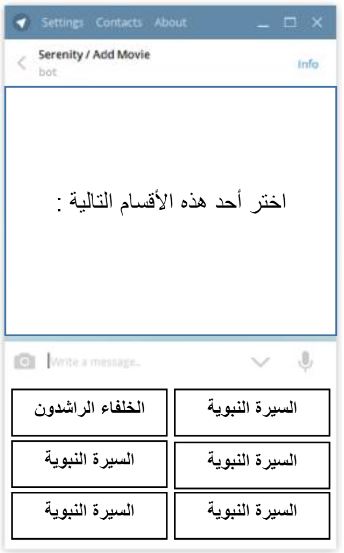 Settings Contacts About
Serenity / Add Movie
bot
Info
اختر أحد هذه الأقسام التالية :
Write a message...
السيرة النبوية
الخلفاء الراشدون
السيرة النبوية
السيرة النبوية
السيرة النبوية
السيرة النبوية